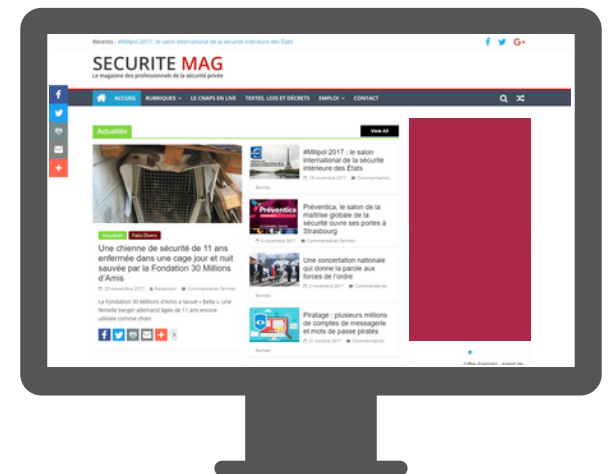 Récents : #Milipol 2017 : le salon international de la sécurité intérieure des États
SECURITE MAG
Le magazine des professionnels de la sécurité privée
ACCUEIL RUBRIQUES LE CNAPS EN LIVE TEXTES, LOIS ET DÉCRETS EMPLOI CONTACT
Actualités
View All
Actualités Faits Divers
Une chienne de sécurité de 11 ans
enfermée dans une cage jour et nuit
sauvée par la Fondation 30 Millions
d'Amis
20 novembre 2017 Redaction Commentaires fermés
La Fondation 30 Millions d'Amis a sauvé « Bella », une
femelle berger allemand âgée de 11 ans encore
utilisée comme chien
#Milipol 2017 : le salon
international de la sécurité
intérieure des États
Commentaires
fermés
Préventica
Préventica, le salon de la
maîtrise globale de la
sécurité ouvre ses portes à
Strasbourg
6 novembre 2017 Commentaires fermés
Une concertation nationale
qui donne la parole aux
forces de l'ordre
2 novembre 2017 Commentaires
fermés
Piratage : plusieurs millions
de comptes de messagerie
et mots de passe piratés
31 octobre 2017 Commentaires
fermés